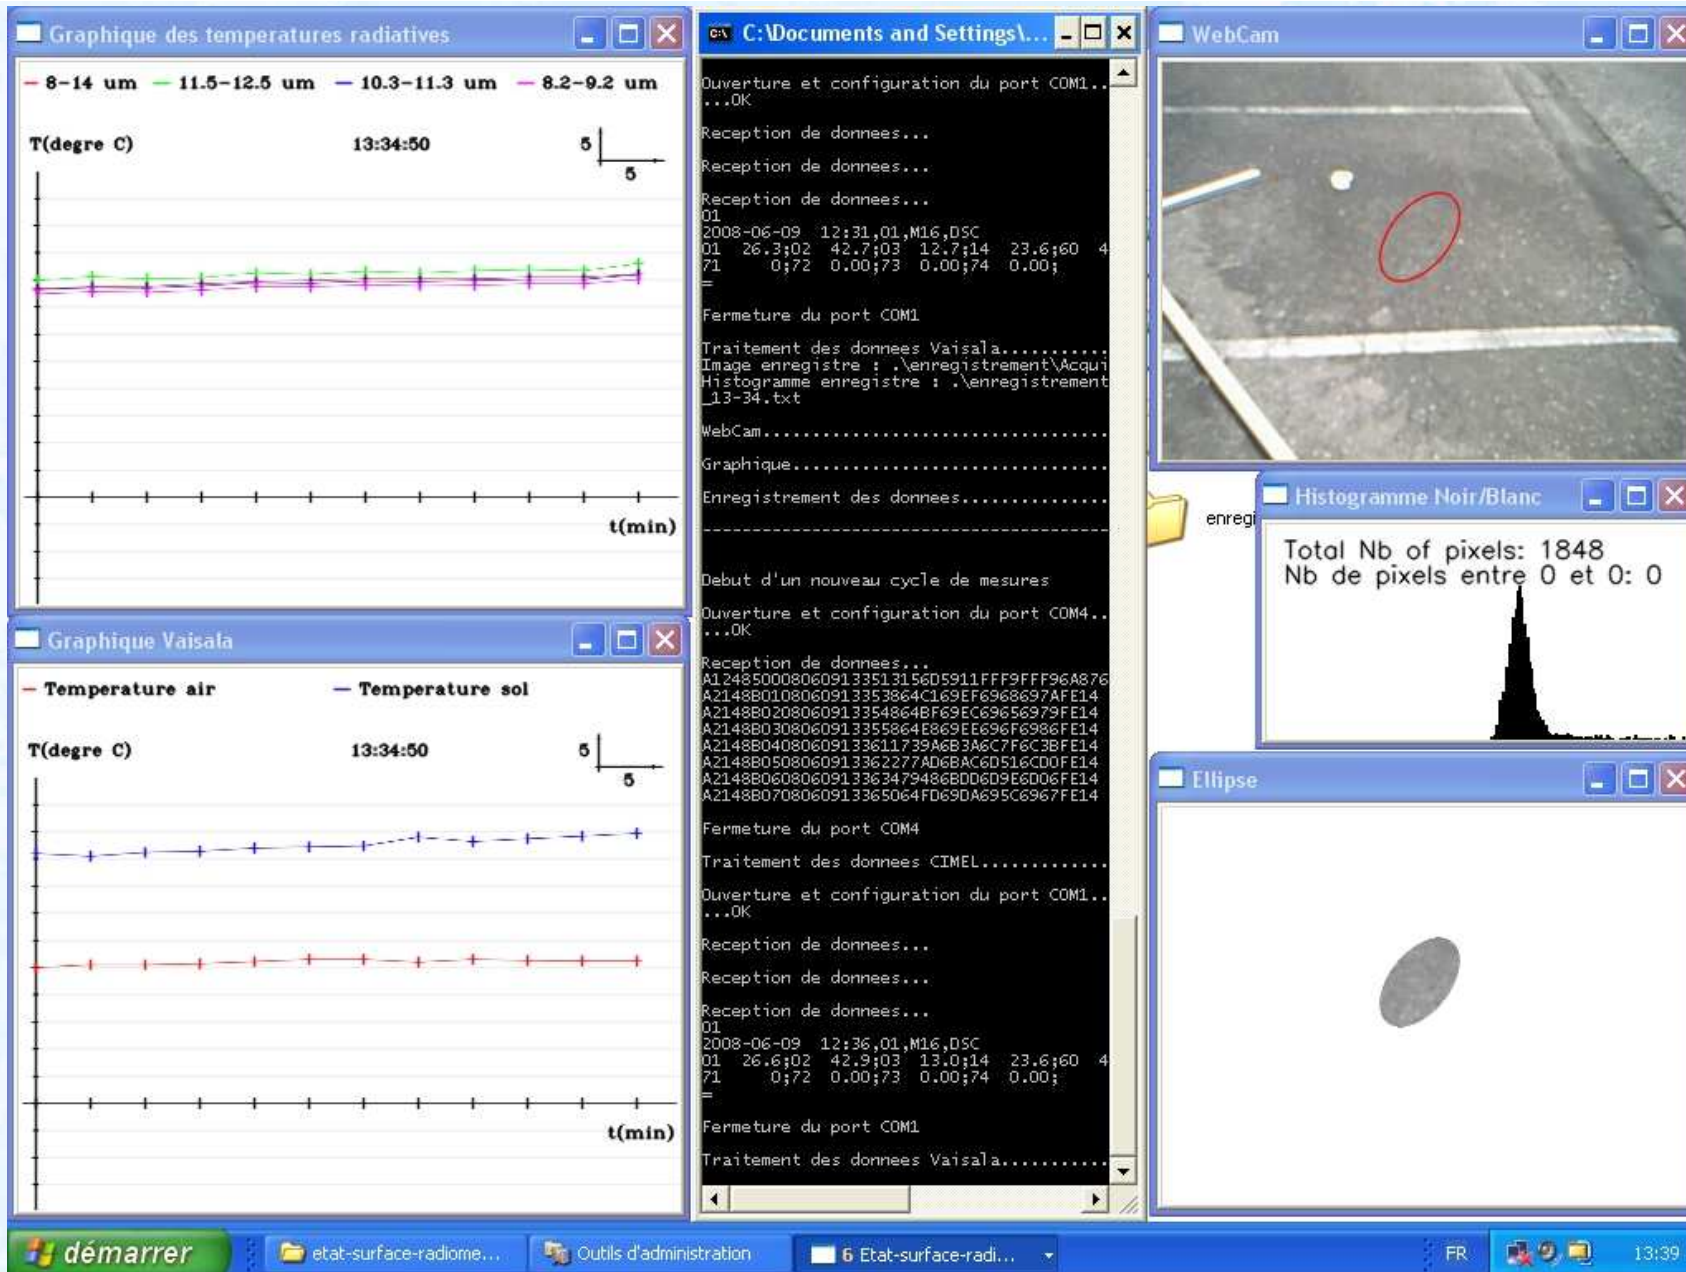 Graphique des temperatures radiatives
8-14 um 11.5-12.5 um 10.3-11.3 um 8.2-9.2 um
T(degre C) 13:34:50 5
5
t(min)
Graphique Vaisala
Temperature air Temperature sol
T(degre C) 13:34:50 5
5
t(min)
C:\Documents and Settings\...
Ouverture et configuration du port COM1..
...OK
Reception de donnees...
Reception de donnees...
Reception de donnees...
01
2008-06-09 12:31,01,M16,DSC
01 26.3;02 42.7;03 12.7;14 23.6;60 4
71 0;72 0.00;73 0.00;74 0.00;
=
Fermeture du port COM1
Traitement des donnees Vaisala...........
Image enregistre : .\enregistrement\Acqui
Histogramme enregistre : .\enregistrement
_13-34.txt
WebCam..................................
Graphique...............................
Enregistrement des donnees..................
----------------------------------------
Debut d'un nouveau cycle de mesures
Ouverture et configuration du port COM4..
...OK
Reception de donnees...
A1248500080609133513156D5911FFF9FFF96A876
A2148B01080609133353864C169EF6968697AFE14
A2148B02080609133354864BF69EC69656979FE14
A2148B03080609133355864E869EE696F6986FE14
A2148B04080609133611739A6B3A6C7F6C3BFE14
A2148B05080609133362277AD6BAC6D516CD0FE14
A2148B06080609133363479486BDD6D9E6D06FE14
A2148B07080609133365064FD69DA695C6967FE14
Fermeture du port COM4
Traitement des donnees CIMEL.............
Ouverture et configuration du port COM1..
...OK
Reception de donnees...
Reception de donnees...
Reception de donnees...
01
2008-06-09 12:36,01,M16,DSC
01 26.6;02 42.9;03 13.0;14 23.6;60 4
71 0;72 0.00;73 0.00;74 0.00;
=
Fermeture du port COM1
Traitement des donnees Vaisala...........
WebCam
enregi
Histogramme Noir/Blanc
Total Nb of pixels: 1848
Nb de pixels entre 0 et 0: 0
Ellipse
démarrer etat-surface-radiome... Outils d'administration 6 Etat-surface-radi... FR 13:39